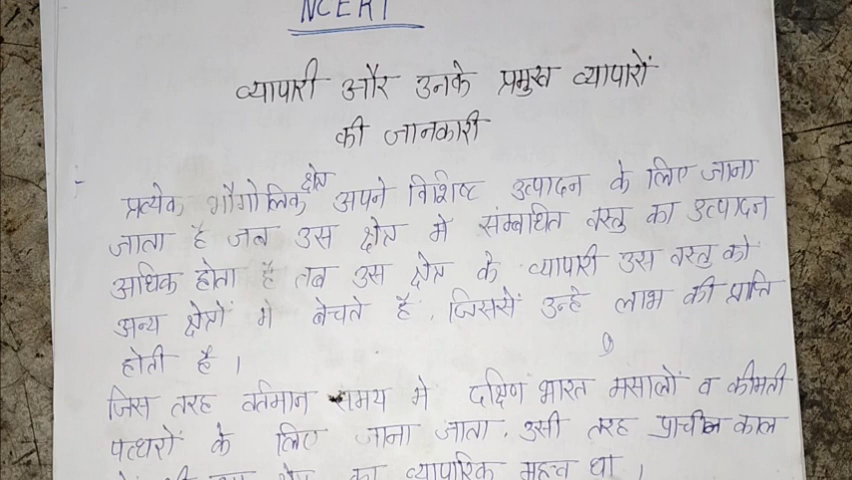 NCERT
व्यापारी और उनके प्रमुख व्यापारों
की जानकारी
प्रत्येक भौगोलिक क्षेत्र अपने विशिष्ट उत्पादन के लिए जाना
जाता है जब उस क्षेत्र मे संम्बाधित वस्तु का उत्पादन
अधिक होता है तब उस क्षेत्र के व्यापारी उस वस्तु को
अन्य क्षेत्रों मे बेचते है, जिससें उन्हे लाभ की प्राप्ति
होती है ।
जिस तरह वर्तमान समय मे दक्षिण भारत मसालों व कीमती
पत्थरों के लिए जाना जाता, उसी तरह प्राचीन काल
का व्यापारिक महत्व था ।